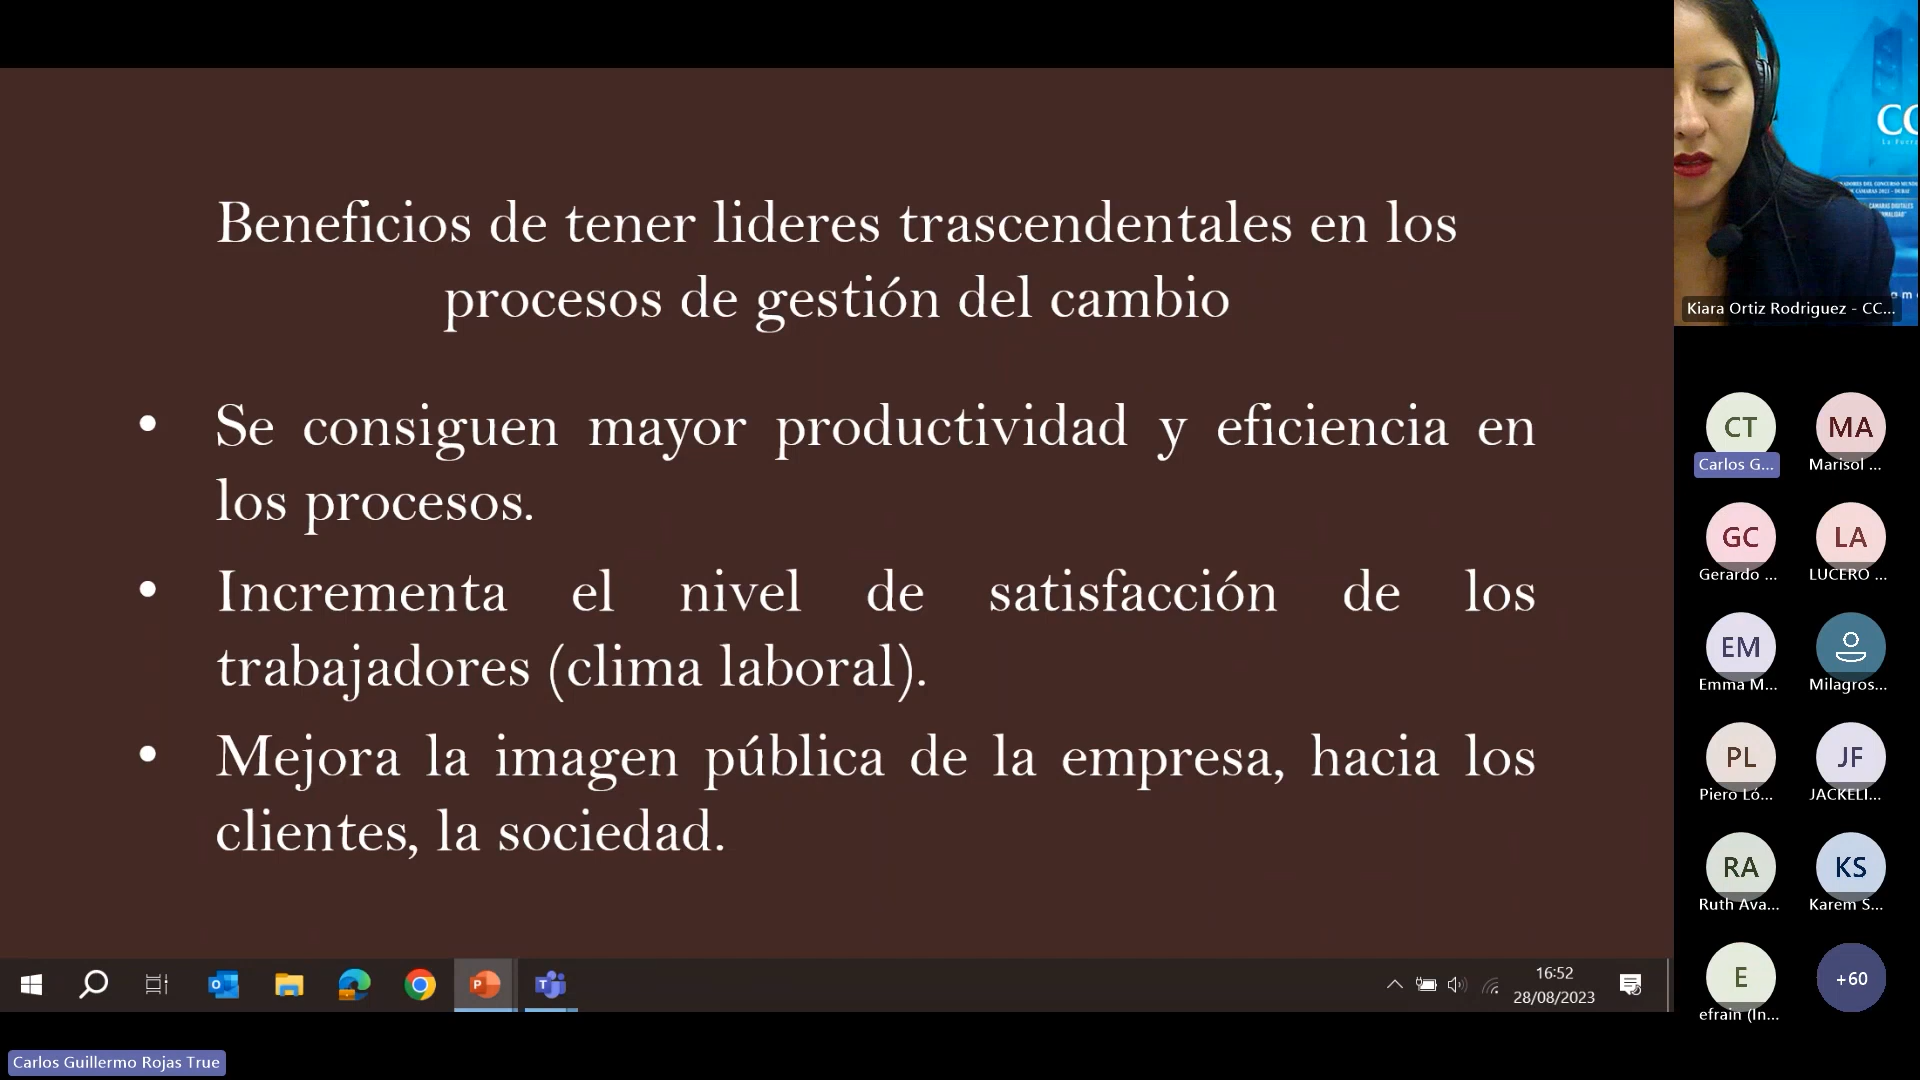 Beneficios de tener lideres trascendentales en los
procesos de gestión del cambio
• Se consiguen mayor productividad y eficiencia en
los procesos.
• Incrementa el nivel de satisfacción de los
trabajadores (clima laboral).
• Mejora la imagen pública de la empresa, hacia los
clientes, la sociedad.
16:52
28/08/2023
Carlos Guillermo Rojas True
CC
Kiara Ortiz Rodriguez - CC...
CT
Carlos G...
MA
Marisol ...
GC
Gerardo ...
LA
LUCERO ...
EM
Emma M...
Milagros...
PL
Piero Ló...
JF
JACKELI...
RA
Ruth Ava...
KS
Karem S...
E
efrain (In...
+60